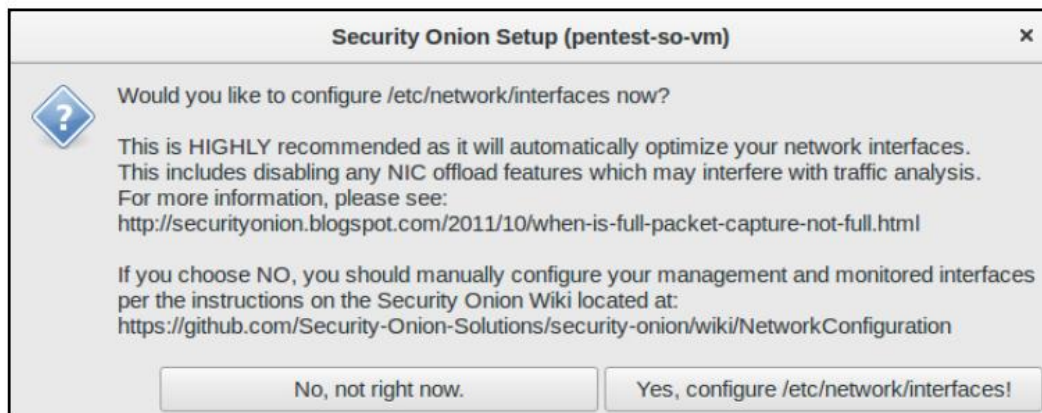 Security Onion Setup (pentest-so-vm) ×
Would you like to configure /etc/network/interfaces now?
This is HIGHLY recommended as it will automatically optimize your network interfaces.
This includes disabling any NIC offload features which may interfere with traffic analysis.
For more information, please see:
http://securityonion.blogspot.com/2011/10/when-is-full-packet-capture-not-full.html
If you choose NO, you should manually configure your management and monitored interfaces
per the instructions on the Security Onion Wiki located at:
https://github.com/Security-Onion-Solutions/security-onion/wiki/NetworkConfiguration
No, not right now. Yes, configure /etc/network/interfaces!